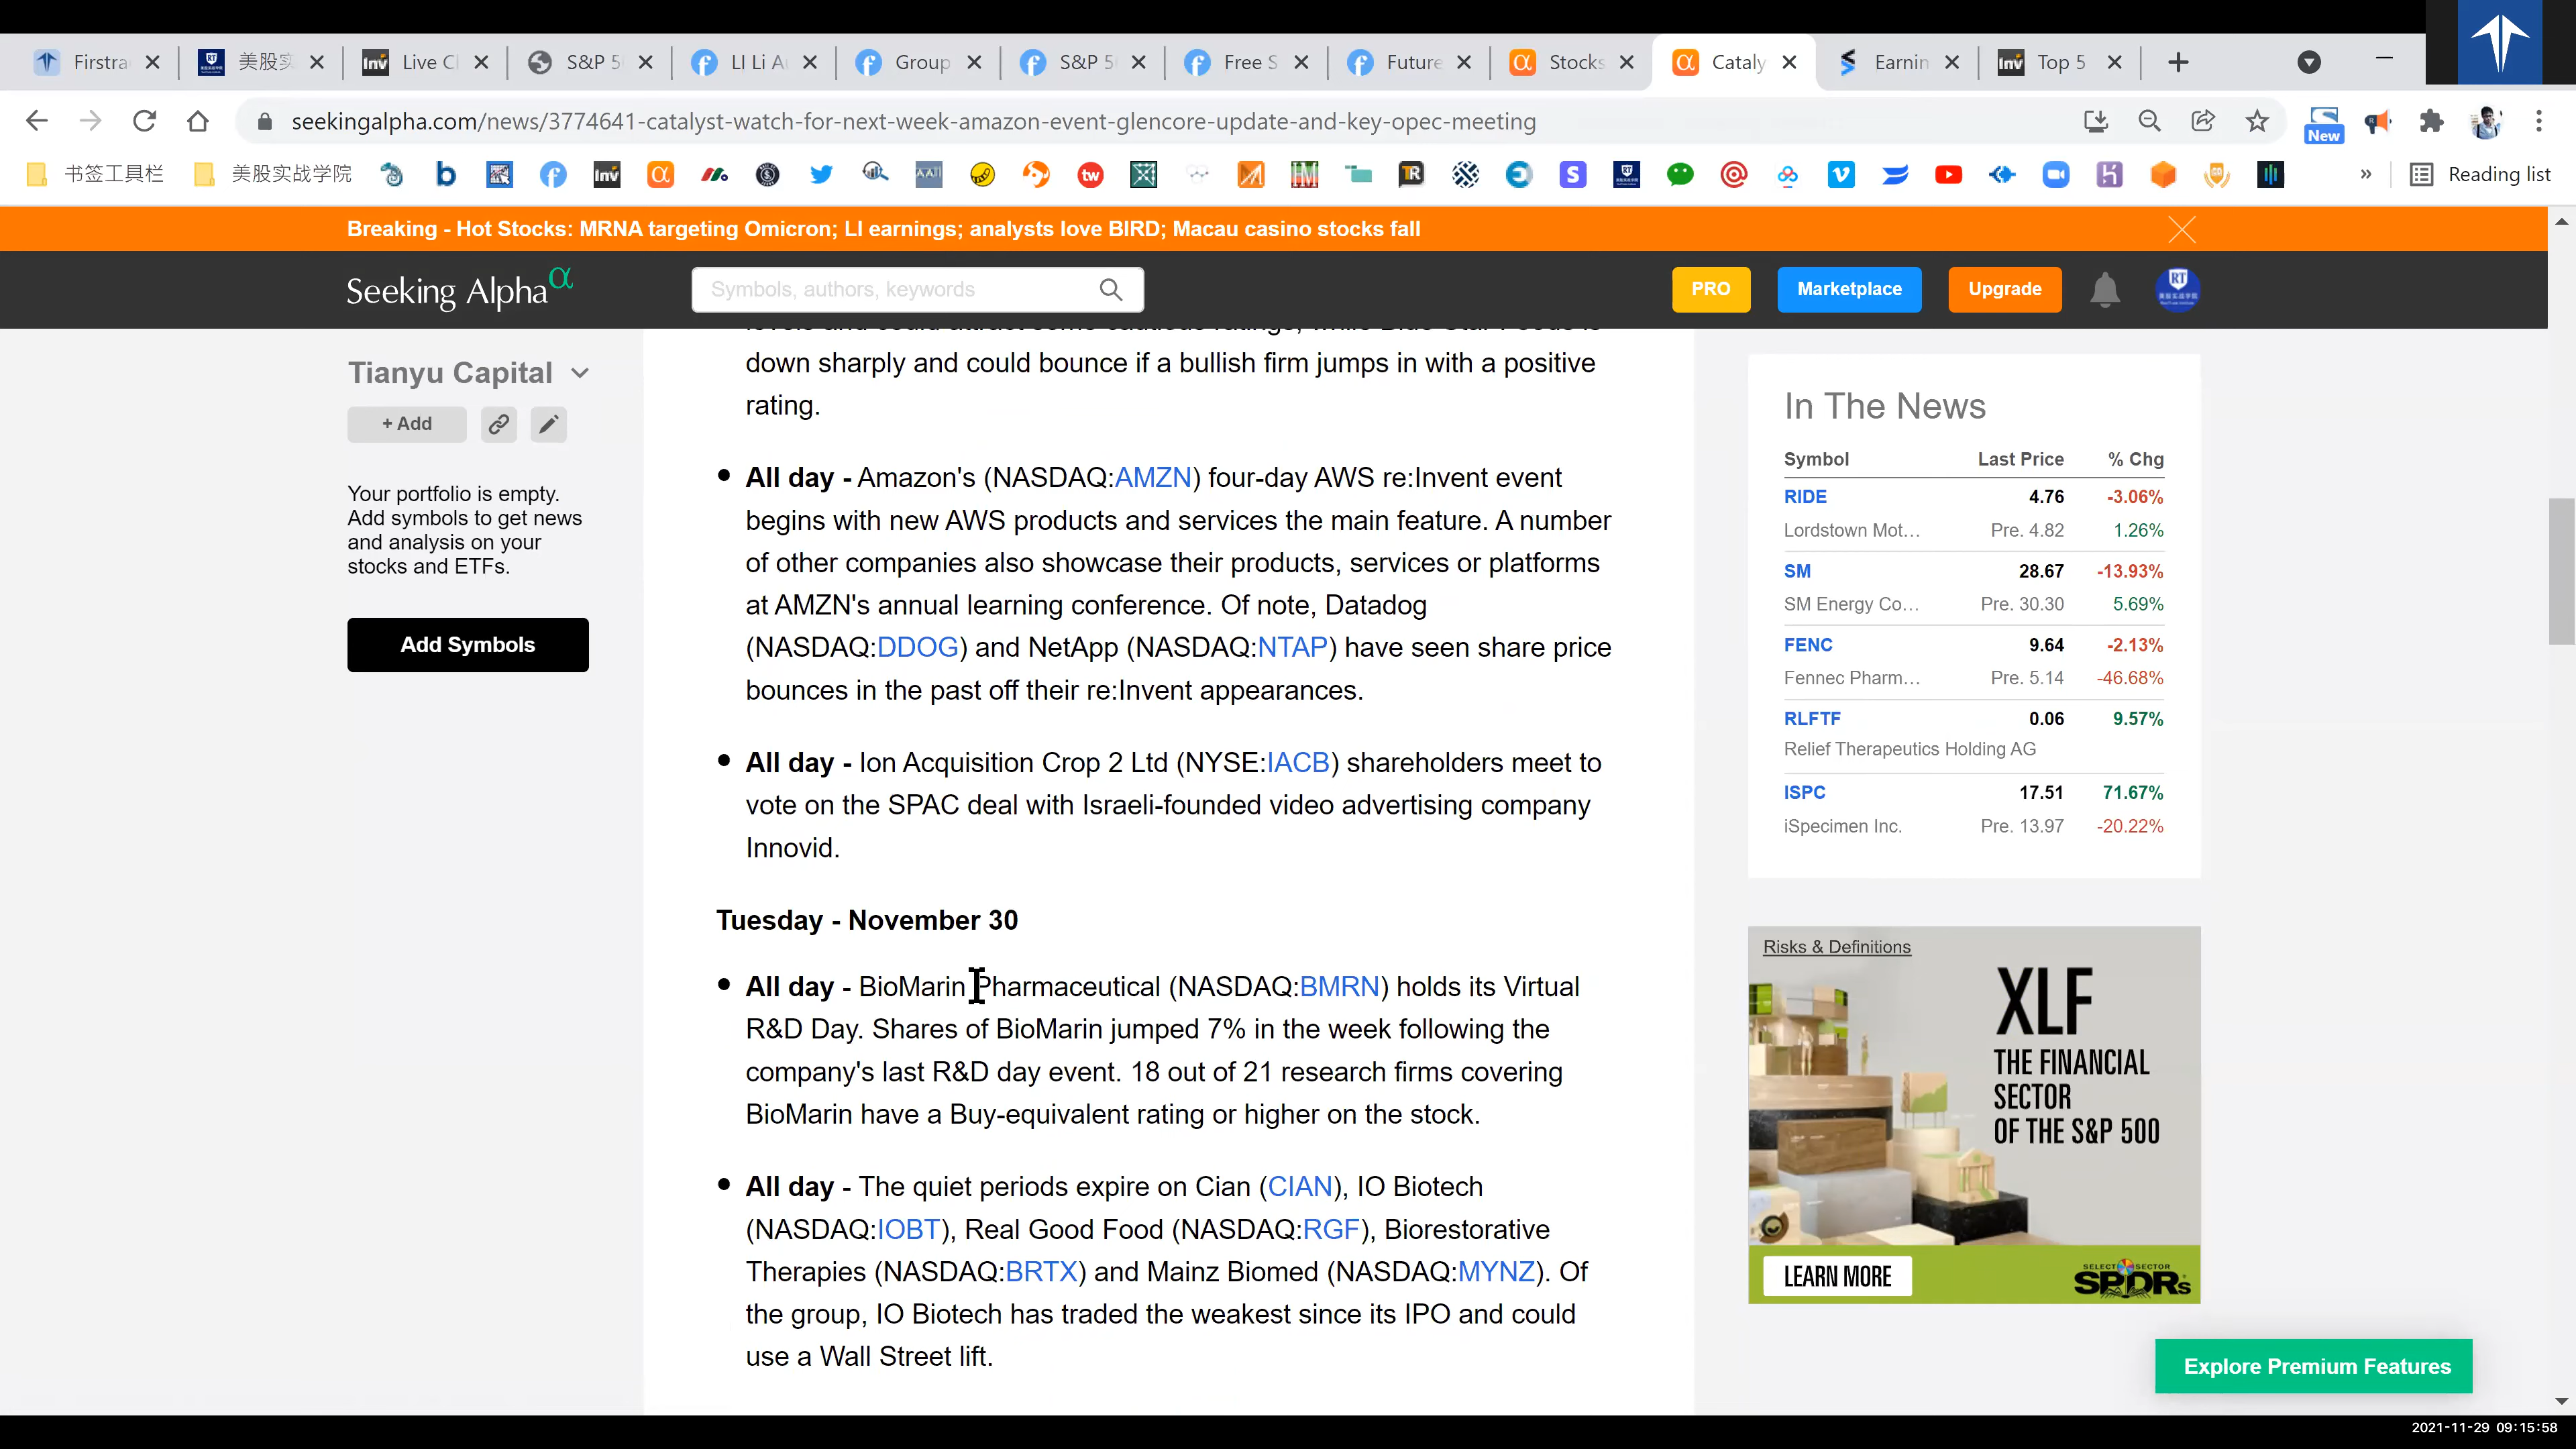 Firstra
美股实
Live C
S&P 5
LI Li A
Group
S&P 5
Free S
Future
Stocks
Cataly
Earnin
Top 5
seekingalpha.com/news/3774641-catalyst-watch-for-next-week-amazon-event-glencore-update-and-key-opec-meeting
New
书签工具栏
美股实战学院
Reading list
Breaking - Hot Stocks: MRNA targeting Omicron; LI earnings; analysts love BIRD; Macau casino stocks fall
Seeking Alpha α
Symbols, authors, keywords
PRO
Marketplace
Upgrade
Tianyu Capital
+ Add
Your portfolio is empty.
Add symbols to get news
and analysis on your
stocks and ETFs.
Add Symbols
levels and could attract some cautious ratings, while Blue Star Foods is
down sharply and could bounce if a bullish firm jumps in with a positive
rating.
• All day - Amazon's (NASDAQ:AMZN) four-day AWS re:Invent event
begins with new AWS products and services the main feature. A number
of other companies also showcase their products, services or platforms
at AMZN's annual learning conference. Of note, Datadog
(NASDAQ:DDOG) and NetApp (NASDAQ:NTAP) have seen share price
bounces in the past off their re:Invent appearances.
• All day - Ion Acquisition Crop 2 Ltd (NYSE:IACB) shareholders meet to
vote on the SPAC deal with Israeli-founded video advertising company
Innovid.
Tuesday - November 30
• All day - BioMarin Pharmaceutical (NASDAQ:BMRN) holds its Virtual
R&D Day. Shares of BioMarin jumped 7% in the week following the
company's last R&D day event. 18 out of 21 research firms covering
BioMarin have a Buy-equivalent rating or higher on the stock.
• All day - The quiet periods expire on Cian (CIAN), IO Biotech
(NASDAQ:IOBT), Real Good Food (NASDAQ:RGF), Biorestorative
Therapies (NASDAQ:BRTX) and Mainz Biomed (NASDAQ:MYNZ). Of
the group, IO Biotech has traded the weakest since its IPO and could
use a Wall Street lift.
In The News
Symbol Last Price % Chg
RIDE 4.76 -3.06%
Lordstown Mot... Pre. 4.82 1.26%
SM 28.67 -13.93%
SM Energy Co... Pre. 30.30 5.69%
FENC 9.64 -2.13%
Fennec Pharm... Pre. 5.14 -46.68%
RLFTF 0.06 9.57%
Relief Therapeutics Holding AG
ISPC 17.51 71.67%
iSpecimen Inc. Pre. 13.97 -20.22%
Risks & Definitions
XLF
THE FINANCIAL
SECTOR
OF THE S&P 500
LEARN MORE
SELECT SECTOR
SPDRs
Explore Premium Features
2021-11-29 09:15:58